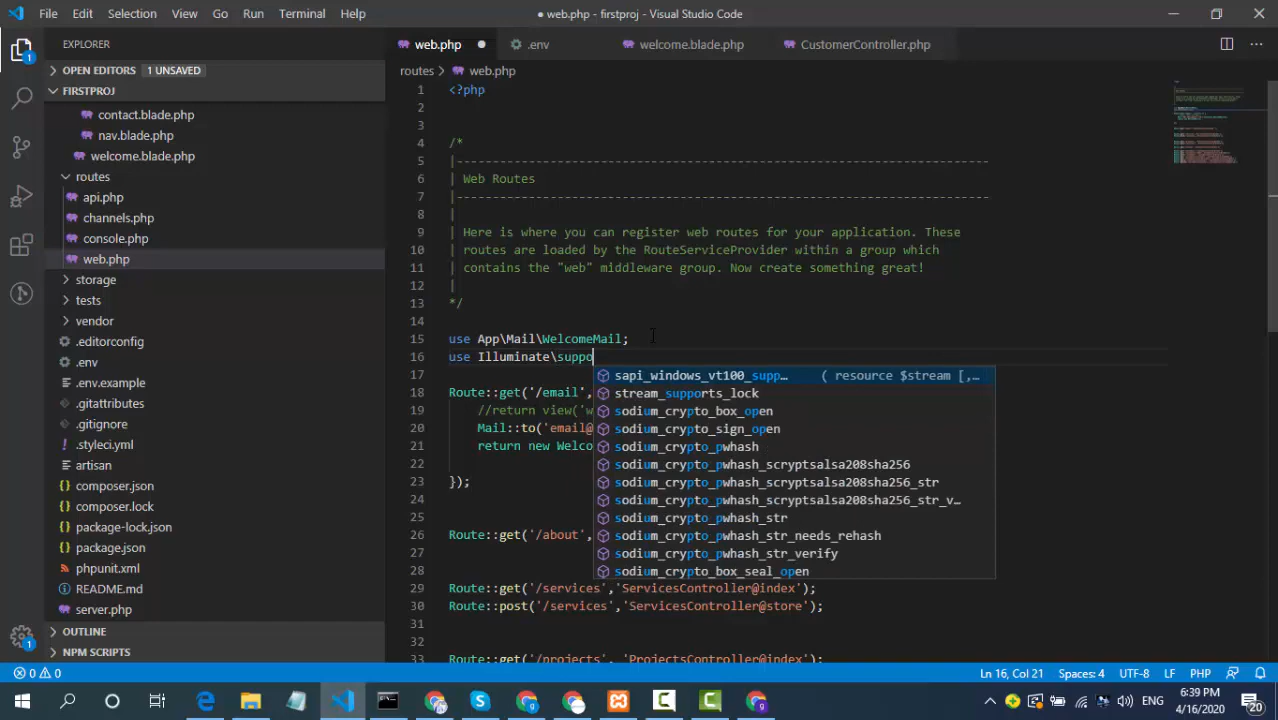 File Edit Selection View Go Run Terminal Help
● web.php - firstproj - Visual Studio Code
EXPLORER
web.php
.env
welcome.blade.php
CustomerController.php
OPEN EDITORS 1 UNSAVED
routes > web.php
FIRSTPROJ
contact.blade.php
nav.blade.php
welcome.blade.php
routes
api.php
channels.php
console.php
web.php
storage
tests
vendor
.editorconfig
.env
.env.example
.gitattributes
.gitignore
.styleci.yml
artisan
composer.json
composer.lock
package-lock.json
package.json
phpunit.xml
README.md
server.php
OUTLINE
NPM SCRIPTS
1 <?php
2
3
4 /*
5 |--------------------------------------------------------------------------
6 | Web Routes
7 |--------------------------------------------------------------------------
8 |
9 | Here is where you can register web routes for your application. These
10 | routes are loaded by the RouteServiceProvider within a group which
11 | contains the "web" middleware group. Now create something great!
12 |
13 */
14
15 use App\Mail\WelcomeMail;
16 use Illuminate\suppo
17
18 Route::get('/email',
19 //return view('w
20 Mail::to('email@
21 return new Welco
22
23 });
24
25
26 Route::get('/about',
27
28
29 Route::get('/services','ServicesController@index');
30 Route::post('/services','ServicesController@store');
31
32
33 Route::get('/projects', 'ProjectsController@index');
sapi_windows_vt100_supp… ( resource $stream [,…
stream_supports_lock
sodium_crypto_box_open
sodium_crypto_sign_open
sodium_crypto_pwhash
sodium_crypto_pwhash_scryptsalsa208sha256
sodium_crypto_pwhash_scryptsalsa208sha256_str
sodium_crypto_pwhash_scryptsalsa208sha256_str_v…
sodium_crypto_pwhash_str
sodium_crypto_pwhash_str_needs_rehash
sodium_crypto_pwhash_str_verify
sodium_crypto_box_seal_open
1
1
0 0
Ln 16, Col 21 Spaces: 4 UTF-8 LF PHP
ENG
6:39 PM
4/16/2020
20